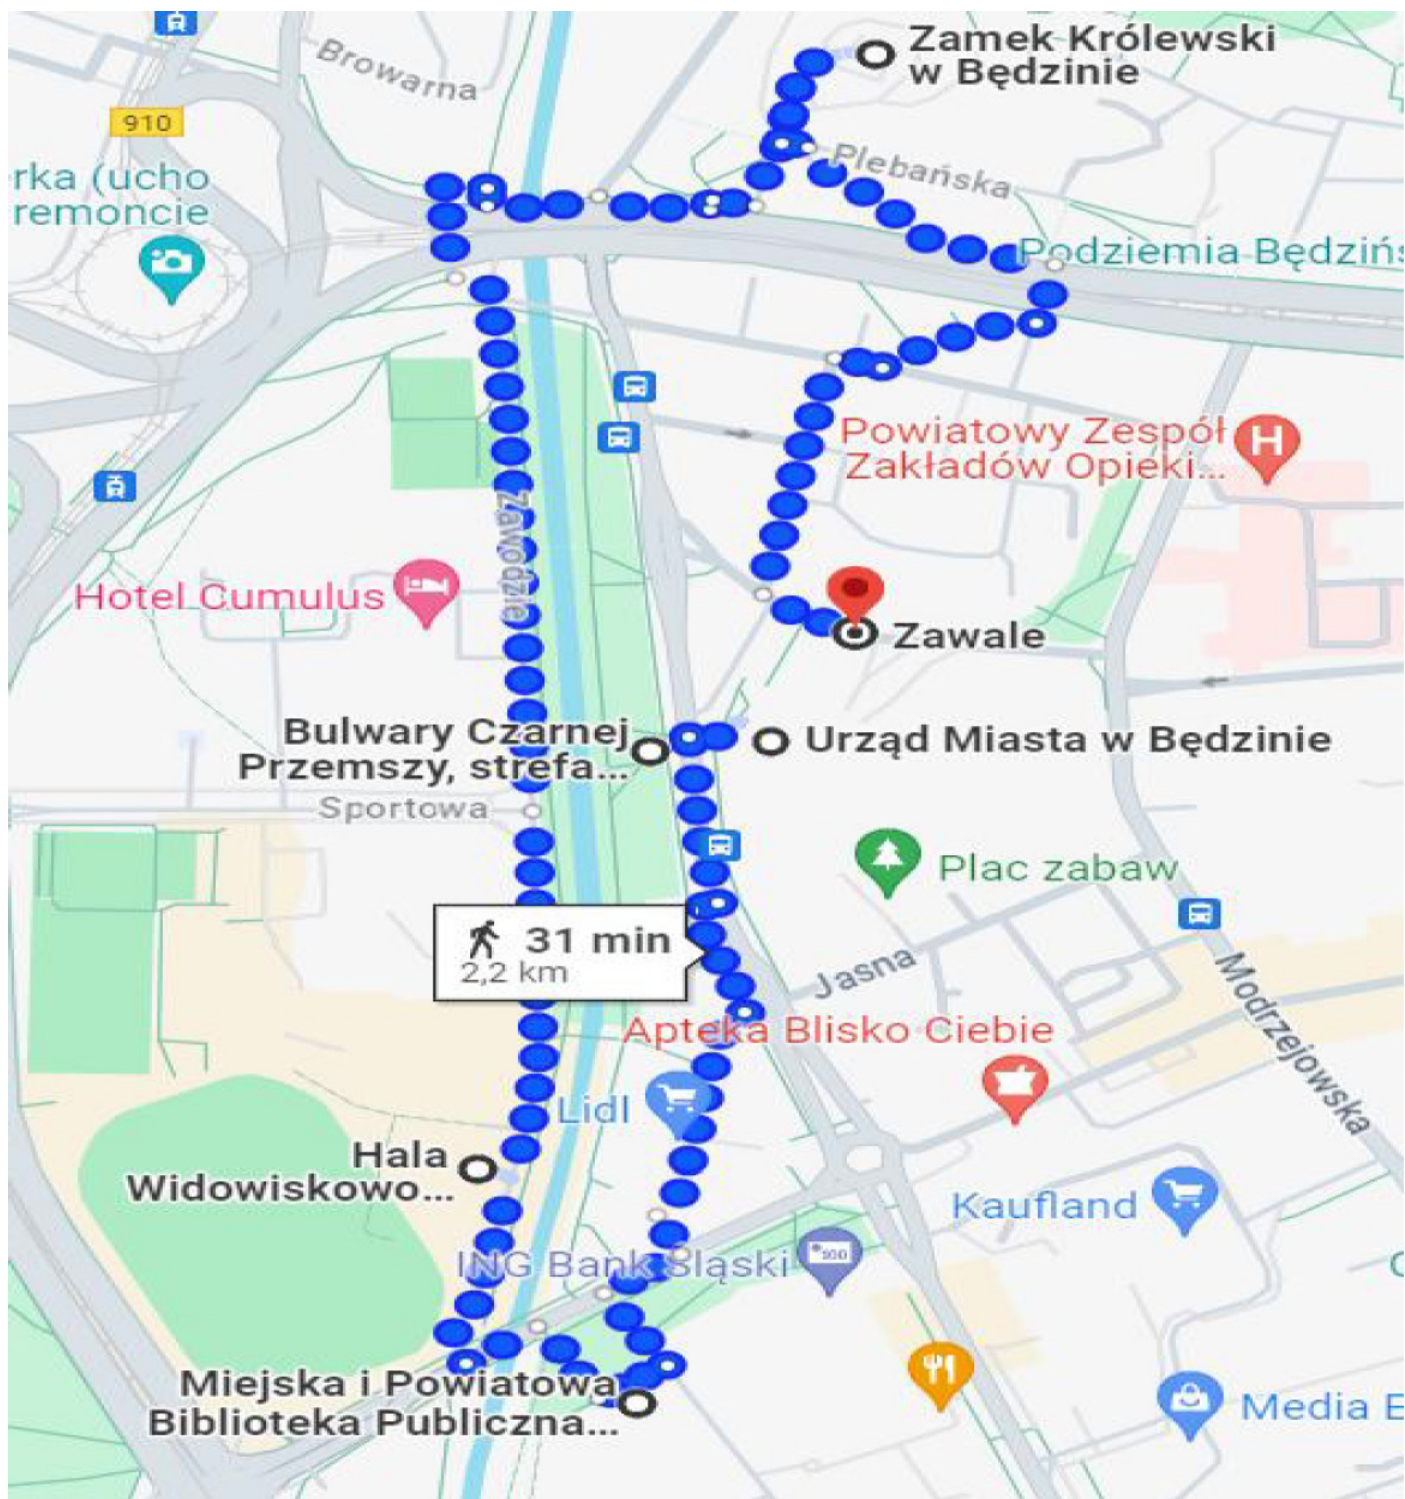 Zamek Królewski
w Będzinie
Browarna
910
Plebańska
rka (ucho
remoncie
Podziemia Będzińs
Powiatowy Zespół
Zakładów Opieki...
H
Zawodzie
Hotel Cumulus
Zawale
Bulwary Czarnej
Przemszy, strefa...
Urząd Miasta w Będzinie
Sportowa
Plac zabaw
31 min
2,2 km
Jasna
Modrzejowska
Apteka Blisko Ciebie
Lidl
Hala
Widowiskowo...
Kaufland
ING Bank Śląski
Miejska i Powiatowa
Biblioteka Publiczna...
Media E